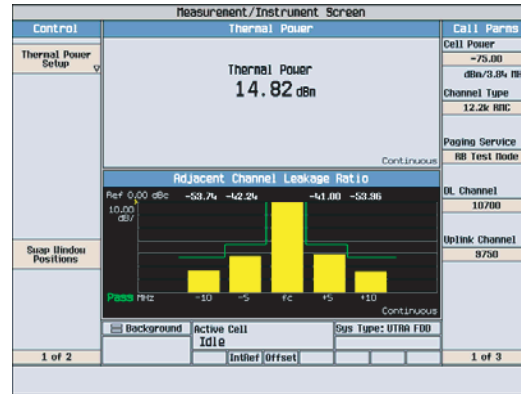 Measurement/Instrument Screen
Control
Thermal Power
Setup
Swap Window
Positions
1 of 2
Thermal Power
Thermal Power
14.82 dBm
Continuous
Adjacent Channel Leakage Ratio
Ref 0.00 dBc
-53.74 -42.24 -41.00 -53.96
10.00
dB/
Pass MHz -10 -5 fc +5 +10
Continuous
Background
Active Cell
Idle
Sys Type: UTRA FDD
IntRef Offset
Call Parms
Cell Power
-75.00
dBm/3.84 MH
Channel Type
12.2k RMC
Paging Service
RB Test Mode
DL Channel
10700
Uplink Channel
9750
1 of 3